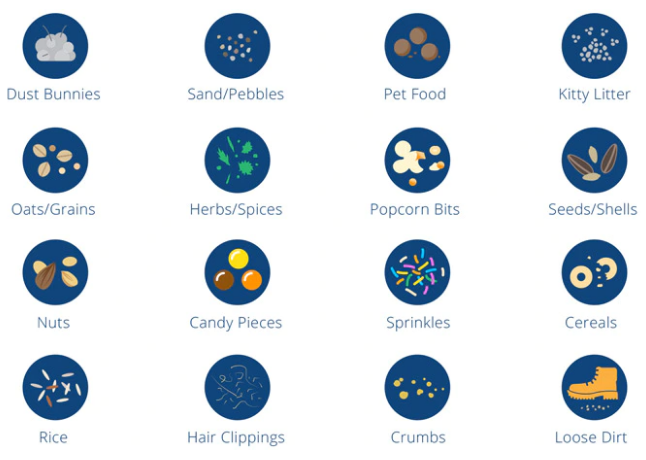 Dust Bunnies
Sand/Pebbles
Pet Food
Kitty Litter
Oats/Grains
Herbs/Spices
Popcorn Bits
Seeds/Shells
Nuts
Candy Pieces
Sprinkles
Cereals
Rice
Hair Clippings
Crumbs
Loose Dirt